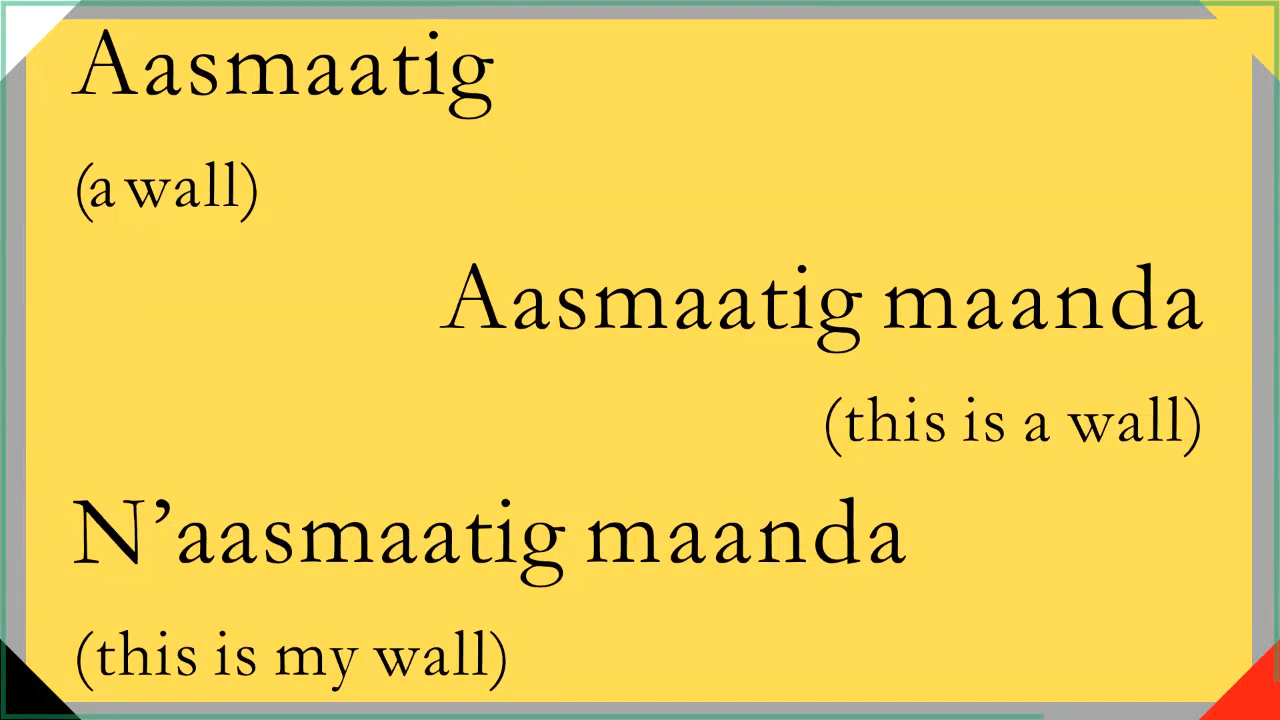 Aasmaatig
(a wall)
Aasmaatig maanda
(this is a wall)
N’aasmaatig maanda
(this is my wall)